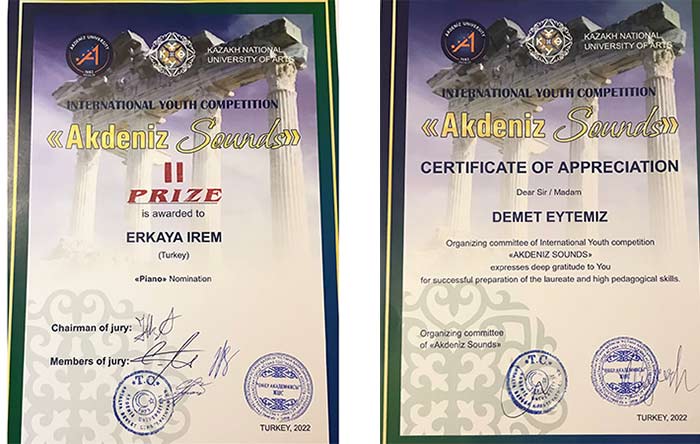 AKDENIZ UNIVERSITY
1982
KAZAKH NATIONAL
UNIVERSITY OF ARTS
INTERNATIONAL YOUTH COMPETITION
«Akdeniz Sounds»
II
PRIZE
is awarded to
ERKAYA IREM
(Turkey)
«Piano» Nomination
Chairman of jury:
Members of jury:
T.C.
TURKEY, 2022
AKDENIZ UNIVERSITY
1982
KAZAKH NATIONAL
UNIVERSITY OF ARTS
INTERNATIONAL YOUTH COMPETITION
«Akdeniz Sounds»
CERTIFICATE OF APPRECIATION
Dear Sir / Madam
DEMET EYTEMIZ
Organizing committee of International Youth competition
«AKDENIZ SOUNDS»
expresses deep gratitude to You
for successful preparation of the laureate and high pedagogical skills.
Organizing committee
of «Akdeniz Sounds»
T.C.
TURKEY, 2022